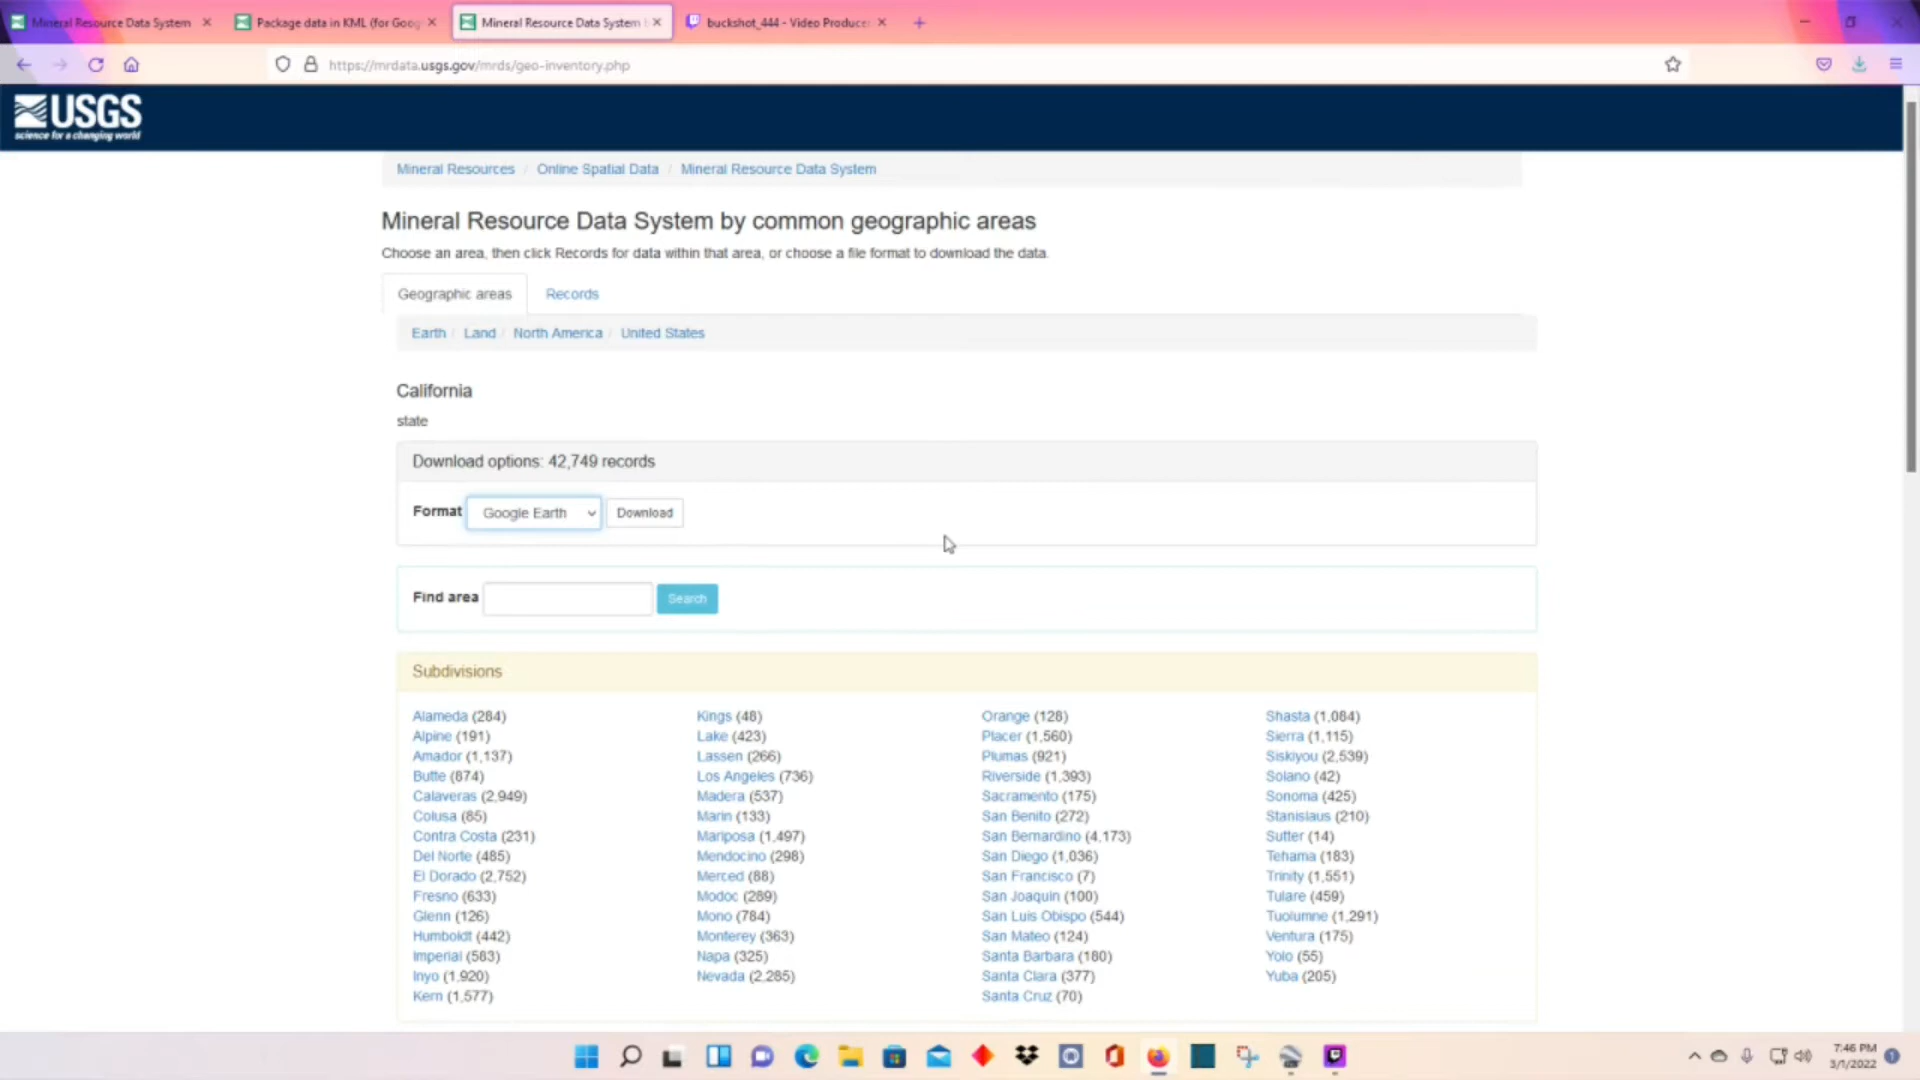 Mineral Resource Data System
Package data in KML (for Goog
Mineral Resource Data System
buckshot_444 - Video Producer
https://mrdata.usgs.gov/mrds/geo-inventory.php
USGS
science for a changing world
Mineral Resources / Online Spatial Data / Mineral Resource Data System
Mineral Resource Data System by common geographic areas
Choose an area, then click Records for data within that area, or choose a file format to download the data.
Geographic areas Records
Earth / Land / North America / United States
California
state
Download options: 42,749 records
Format Google Earth Download
Find area Search
Subdivisions
Alameda (284)
Alpine (191)
Amador (1,137)
Butte (874)
Calaveras (2,949)
Colusa (85)
Contra Costa (231)
Del Norte (485)
El Dorado (2,752)
Fresno (633)
Glenn (126)
Humboldt (442)
Imperial (583)
Inyo (1,920)
Kern (1,577)
Kings (48)
Lake (423)
Lassen (266)
Los Angeles (736)
Madera (537)
Marin (133)
Mariposa (1,497)
Mendocino (298)
Merced (88)
Modoc (289)
Mono (784)
Monterey (363)
Napa (325)
Nevada (2,285)
Orange (128)
Placer (1,560)
Plumas (921)
Riverside (1,393)
Sacramento (175)
San Benito (272)
San Bernardino (4,173)
San Diego (1,036)
San Francisco (7)
San Joaquin (100)
San Luis Obispo (544)
San Mateo (124)
Santa Barbara (180)
Santa Clara (377)
Santa Cruz (70)
Shasta (1,084)
Sierra (1,115)
Siskiyou (2,539)
Solano (42)
Sonoma (425)
Stanislaus (210)
Sutter (14)
Tehama (183)
Trinity (1,551)
Tulare (459)
Tuolumne (1,291)
Ventura (175)
Yolo (55)
Yuba (205)
7:46 PM
3/1/2022
1